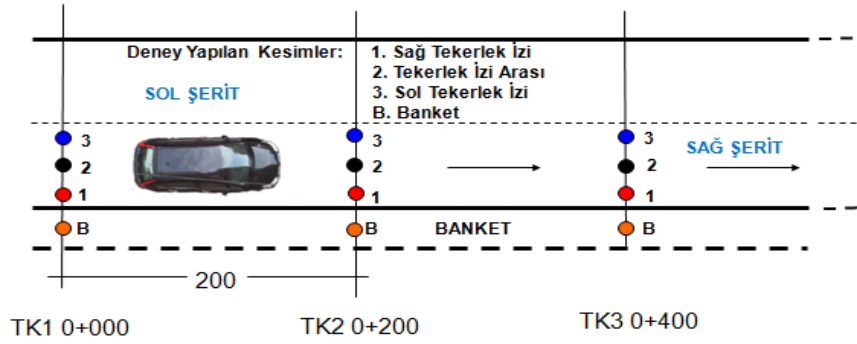 Deney Yapılan Kesimler:
1. Sağ Tekerlek İzi
2. Tekerlek İzi Arası
3. Sol Tekerlek İzi
B. Banket
SOL ŞERİT
SAĞ ŞERİT
3
2
1
B
3
2
1
B
3
2
1
B
BANKET
200
TK1 0+000
TK2 0+200
TK3 0+400